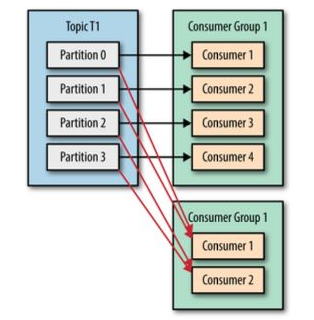 Topic T1
Partition 0
Partition 1
Partition 2
Partition 3
Consumer Group 1
Consumer 1
Consumer 2
Consumer 3
Consumer 4
Consumer Group 1
Consumer 1
Consumer 2